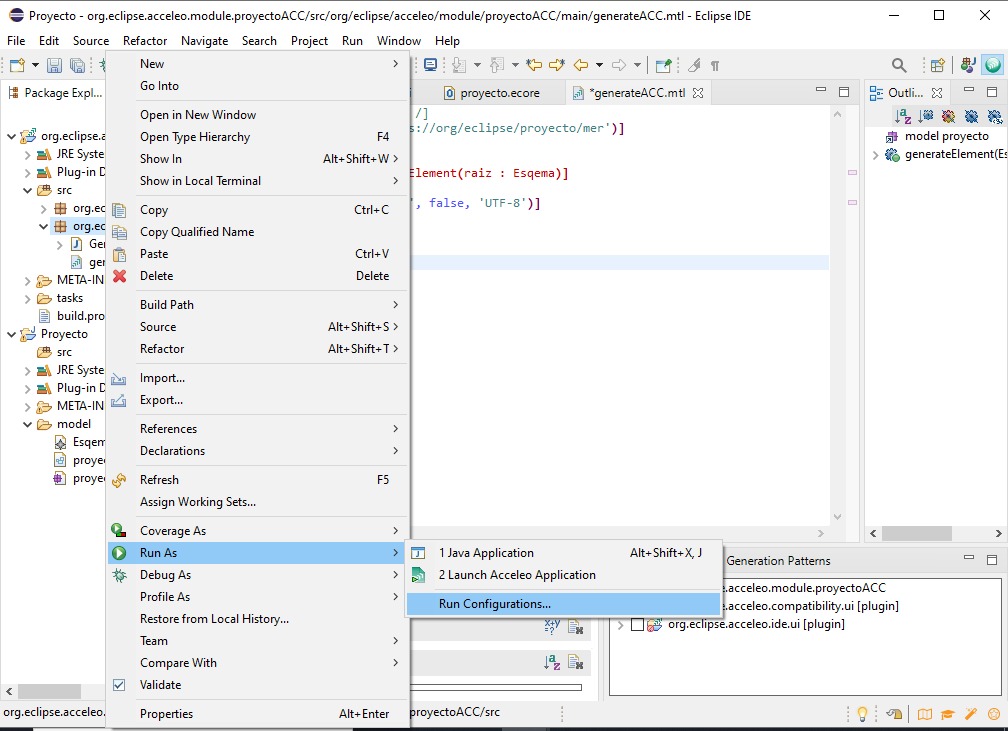 Proyecto - org.eclipse.acceleo.module.proyectoACC/src/org/eclipse/acceleo/module/proyectoACC/main/generateACC.mtl - Eclipse IDE
File Edit Source Refactor Navigate Search Project Run Window Help
Package Expl...
org.eclipse.a
JRE Syste
Plug-in D
src
org.ec
org.ec
Ge
ger
META-IN
tasks
build.pro
Proyecto
src
JRE Syste
Plug-in D
META-IN
model
Esqem
proye
proye
New
Go Into
Open in New Window
Open Type Hierarchy F4
Show In Alt+Shift+W
Show in Local Terminal
Copy Ctrl+C
Copy Qualified Name
Paste Ctrl+V
Delete Delete
Build Path
Source Alt+Shift+S
Refactor Alt+Shift+T
Import...
Export...
References
Declarations
Refresh F5
Assign Working Sets...
Coverage As
Run As
Debug As
Profile As
Restore from Local History...
Team
Compare With
Validate
Properties Alt+Enter
1 Java Application Alt+Shift+X, J
2 Launch Acceleo Application
Run Configurations...
proyecto.ecore
*generateACC.mtl
/]
s://org/eclipse/proyecto/mer')]
Element(raiz : Esqema)]
', false, 'UTF-8')]
Outli...
model proyecto
generateElement(Es
Generation Patterns
e.acceleo.module.proyectoACC
e.acceleo.compatibility.ui [plugin]
org.eclipse.acceleo.ide.ui [plugin]
org.eclipse.acceleo.
proyectoACC/src